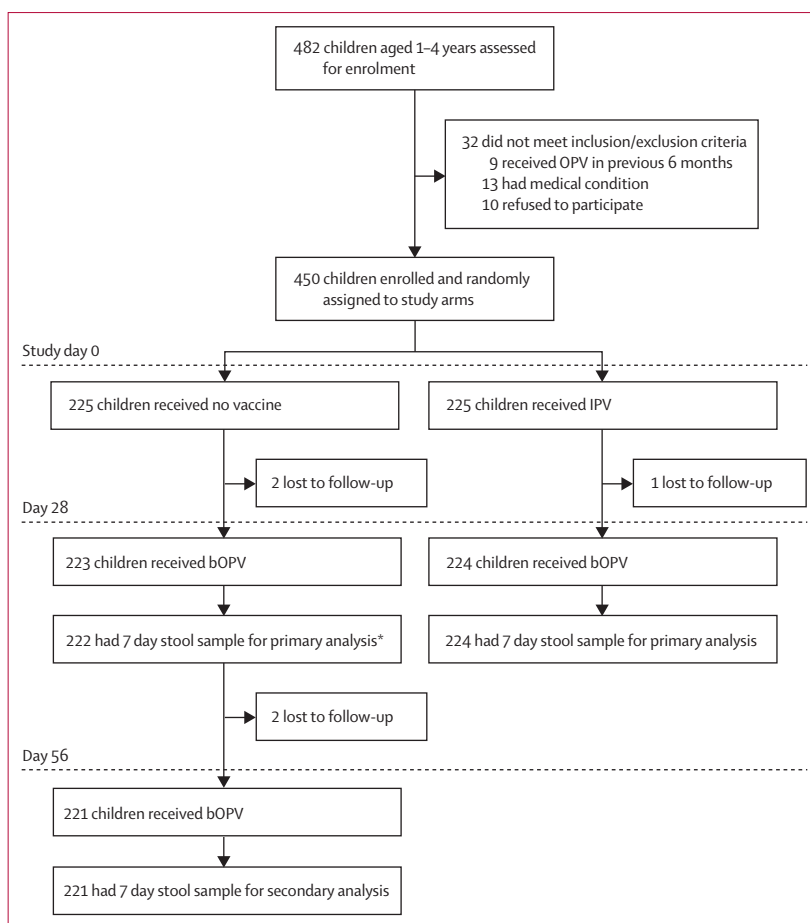 482 children aged 1–4 years assessed
for enrolment
32 did not meet inclusion/exclusion criteria
9 received OPV in previous 6 months
13 had medical condition
10 refused to participate
450 children enrolled and randomly
assigned to study arms
Study day 0
225 children received no vaccine
225 children received IPV
2 lost to follow-up
1 lost to follow-up
Day 28
223 children received bOPV
224 children received bOPV
222 had 7 day stool sample for primary analysis*
224 had 7 day stool sample for primary analysis
2 lost to follow-up
Day 56
221 children received bOPV
221 had 7 day stool sample for secondary analysis